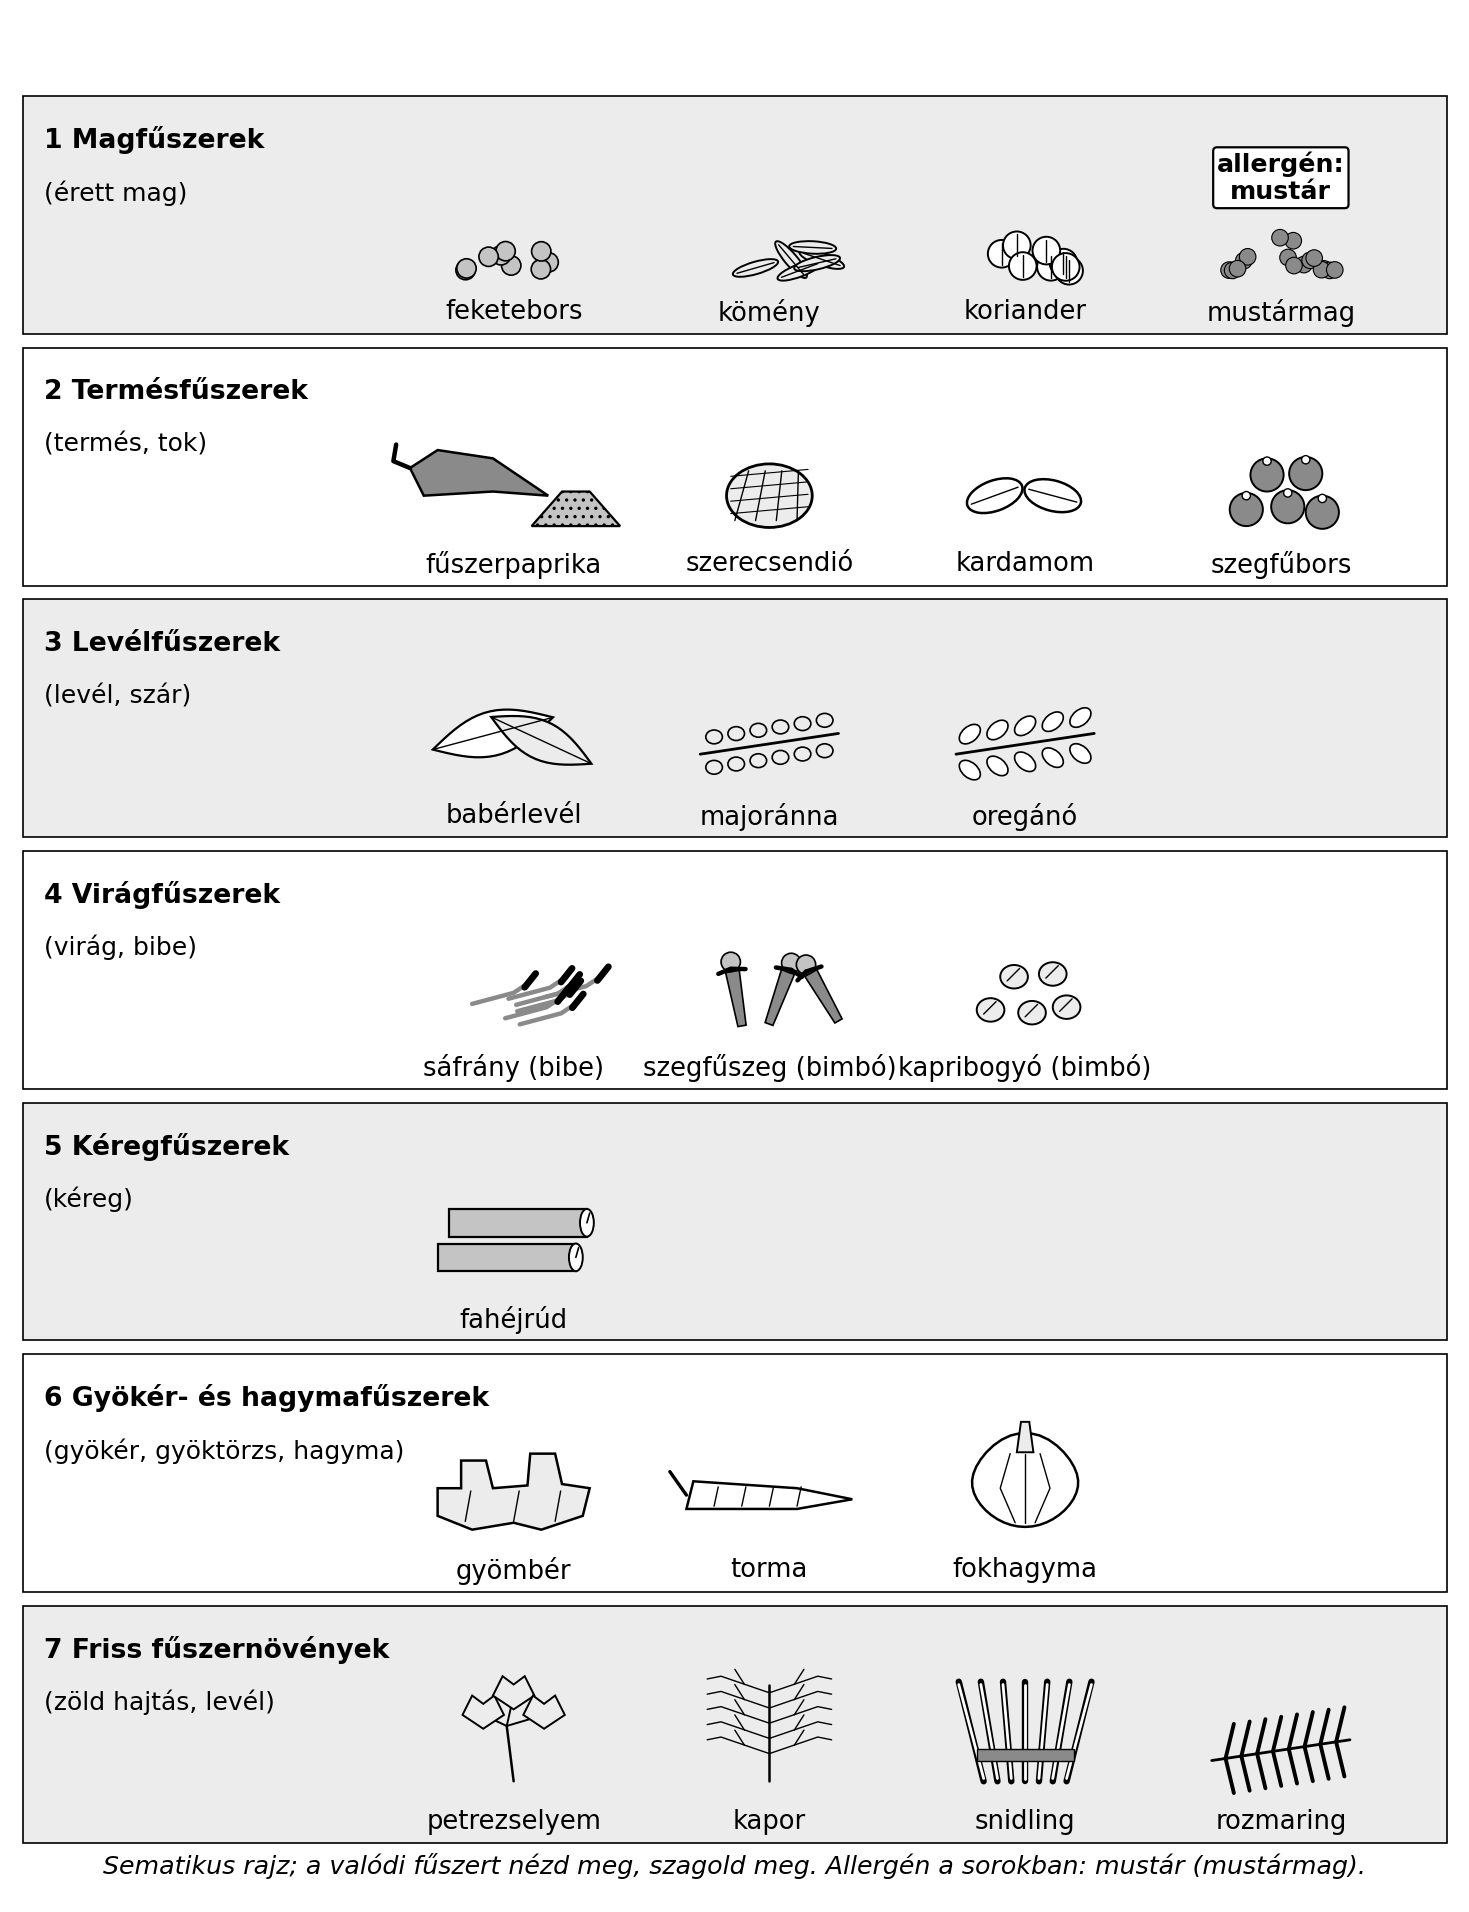 1 Magfűszerek
(érett mag)
allergén:
mustár
feketebors kömény koriander mustármag
2 Termésfűszerek
(termés, tok)
fűszerpaprika szerecsendió kardamom szegfűbors
3 Levélfűszerek
(levél, szár)
babérlevél majoránna oregánó
4 Virágfűszerek
(virág, bibe)
sáfrány (bibe) szegfűszeg (bimbó) kapribogyó (bimbó)
5 Kéregfűszerek
(kéreg)
fahéjrúd
6 Gyökér- és hagymafűszerek
(gyökér, gyöktörzs, hagyma)
gyömbér torma fokhagyma
7 Friss fűszernövények
(zöld hajtás, levél)
petrezselyem kapor snidling rozmaring
Sematikus rajz; a valódi fűszert nézd meg, szagold meg. Allergén a sorokban: mustár (mustármag).